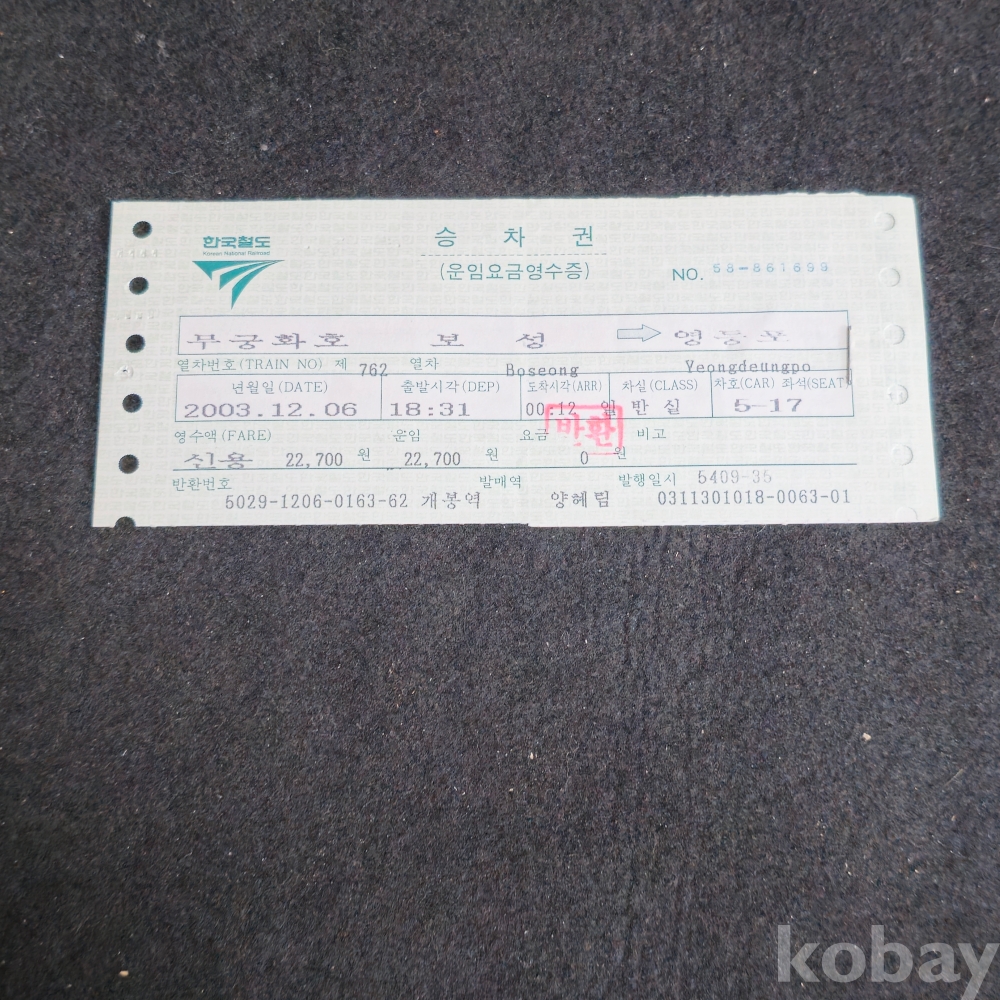 한국철도
Korean National Railroad
승 차 권
(운임요금영수증)
NO. 58-861699
무궁화호 보 성 ⇨ 영등포
열차번호(TRAIN NO) 제 762 열차 Boseong Yeongdeungpo
년월일(DATE) 출발시각(DEP) 도착시각(ARR) 차실(CLASS) 차호(CAR) 좌석(SEAT
2003.12.06 18:31 00:12 일반실 5-17
영수액(FARE) 운임 요금 비고
반환
신용 22,700 원 22,700 원 0 원
반환번호 발매역 발행일시 5409-35
5029-1206-0163-62 개봉역 양혜림 0311301018-0063-01
kobay